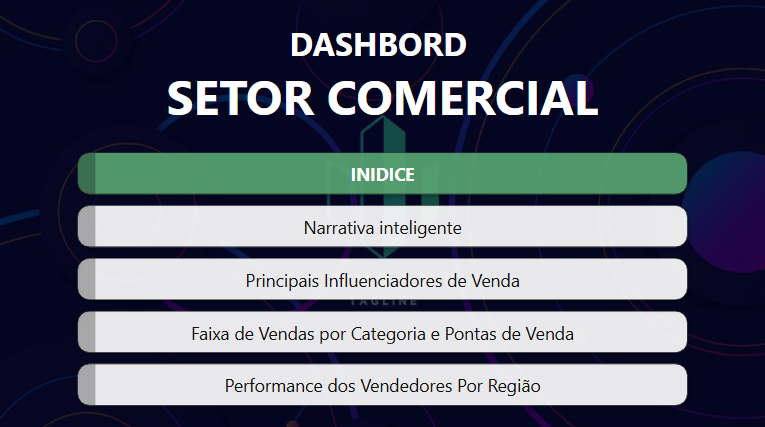 DASHBORD
SETOR COMERCIAL
INIDICE
Narrativa inteligente
Principais Influenciadores de Venda
TAGLINE
Faixa de Vendas por Categoria e Pontas de Venda
Performance dos Vendedores Por Região